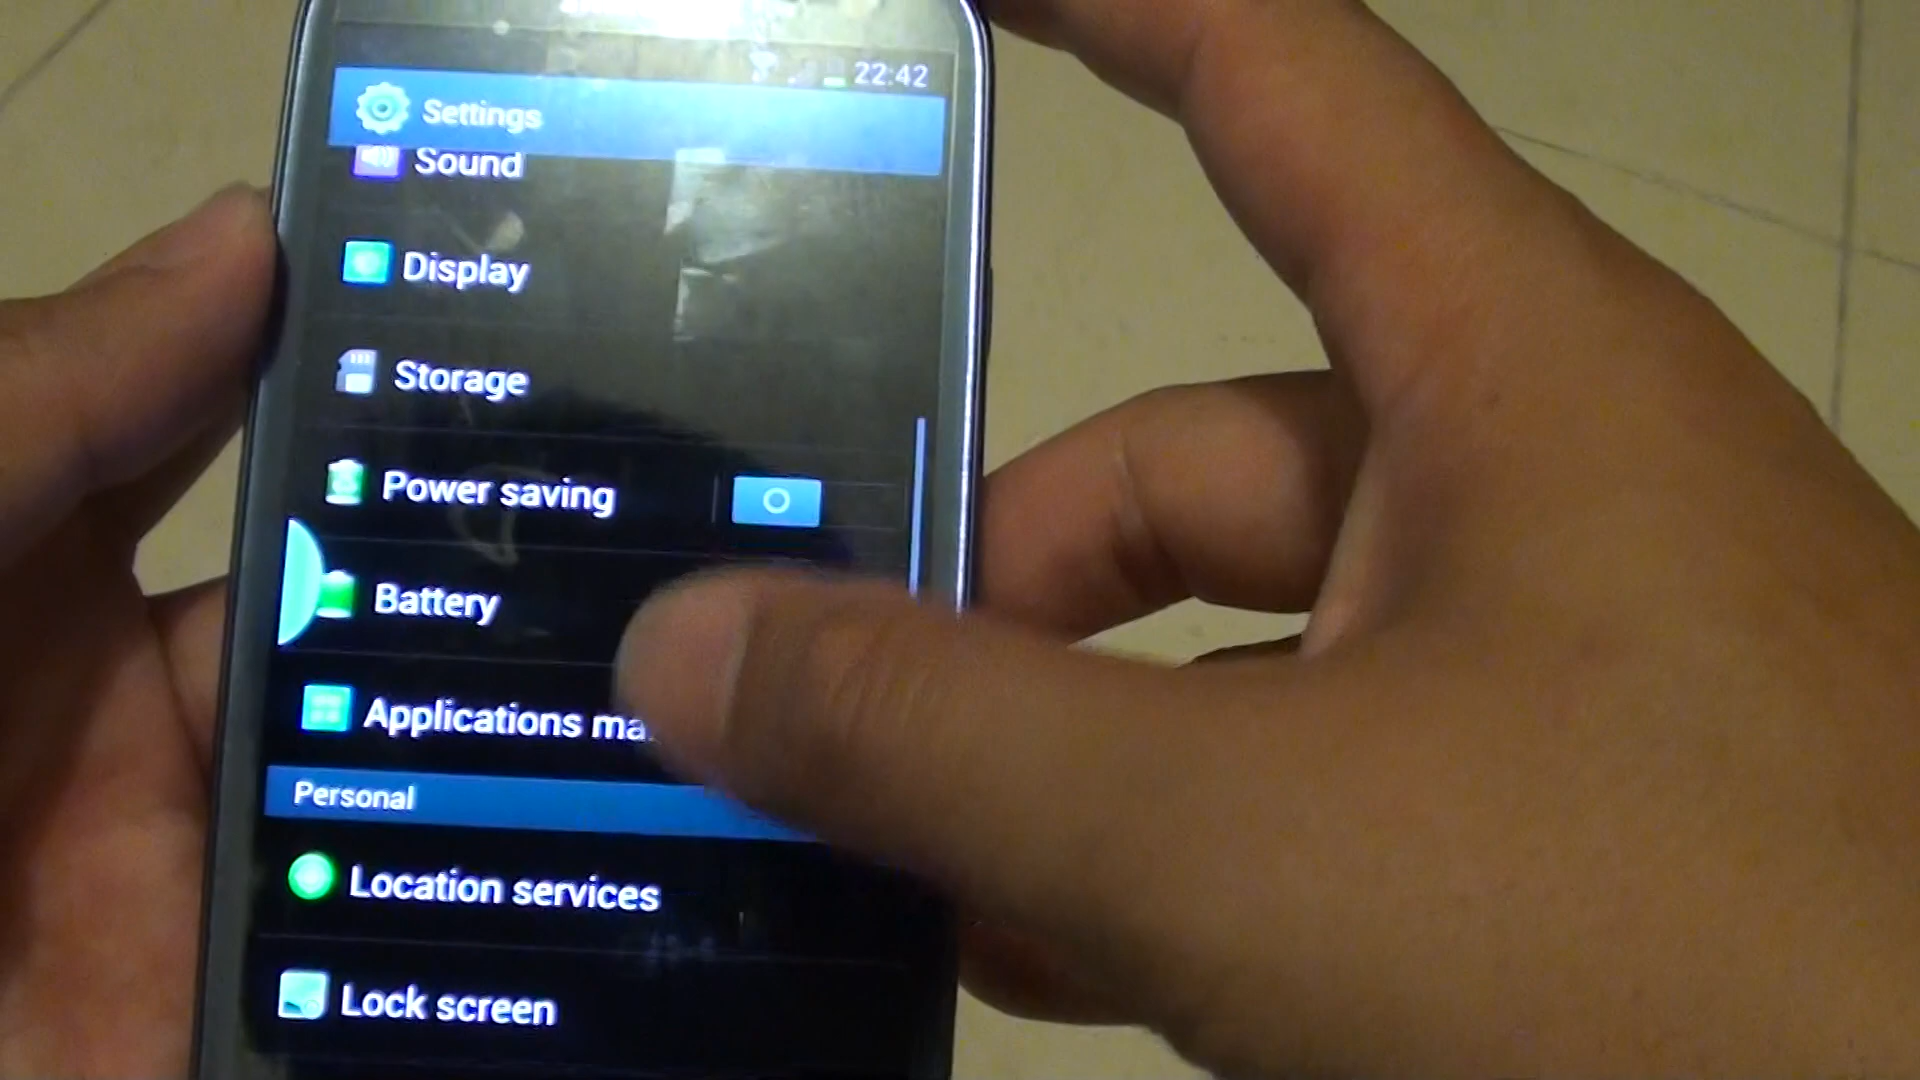 22:42
Settings
Sound
Display
Storage
Power saving
Battery
Applications ma
Personal
Location services
Lock screen